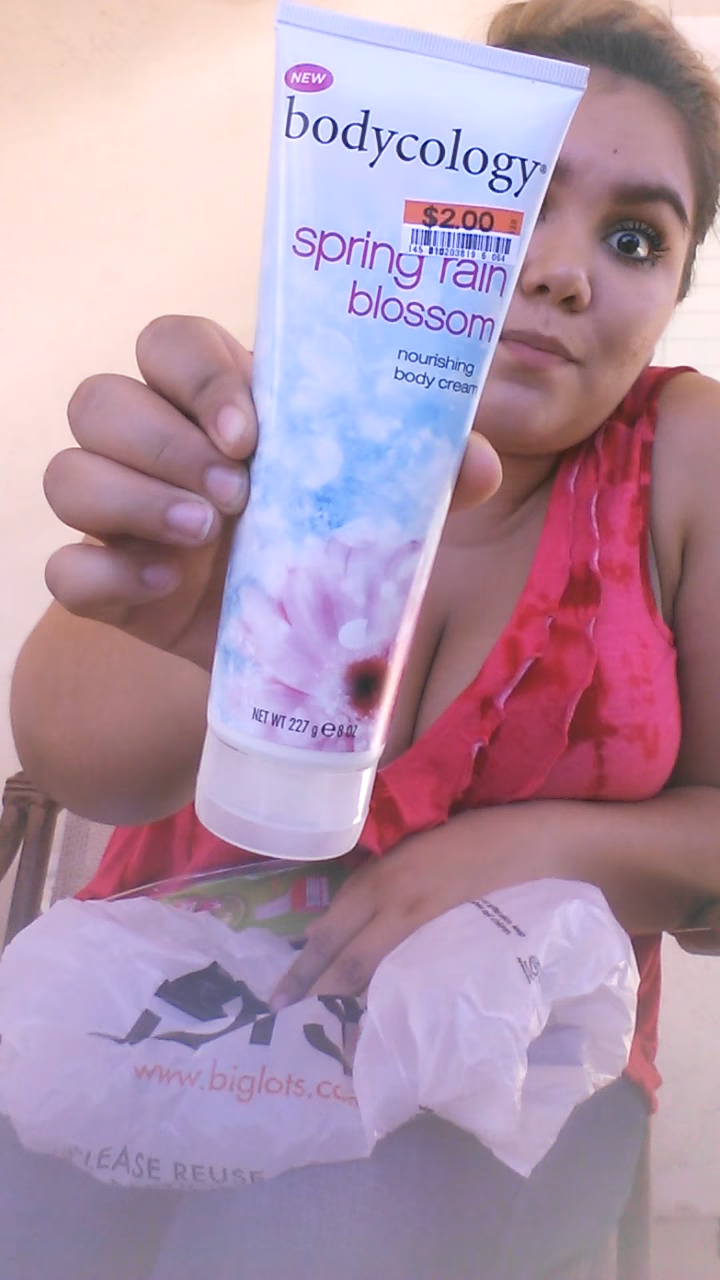 NEW
bodycology®
$2.00
spring rain
blossom
nourishing
body cream
NET WT 227 g e 8 OZ
www.biglots.co
PLEASE REUSE